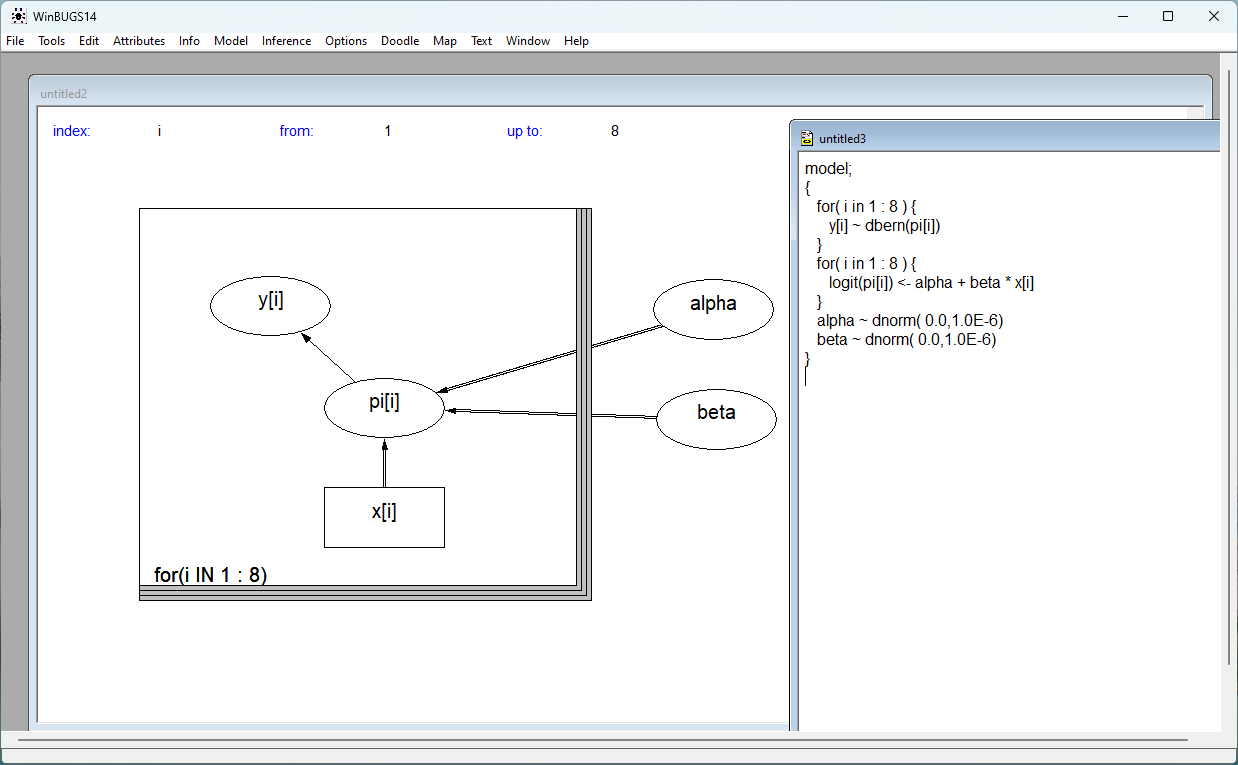 WinBUGS14
File Tools Edit Attributes Info Model Inference Options Doodle Map Text Window Help
untitled2
index: i from: 1 up to: 8
y[i]
alpha
pi[i]
beta
x[i]
for(i IN 1 : 8)
untitled3
model;
{
for( i in 1 : 8 ) {
y[i] ~ dbern(pi[i])
}
for( i in 1 : 8 ) {
logit(pi[i]) <- alpha + beta * x[i]
}
alpha ~ dnorm( 0.0,1.0E-6)
beta ~ dnorm( 0.0,1.0E-6)
}